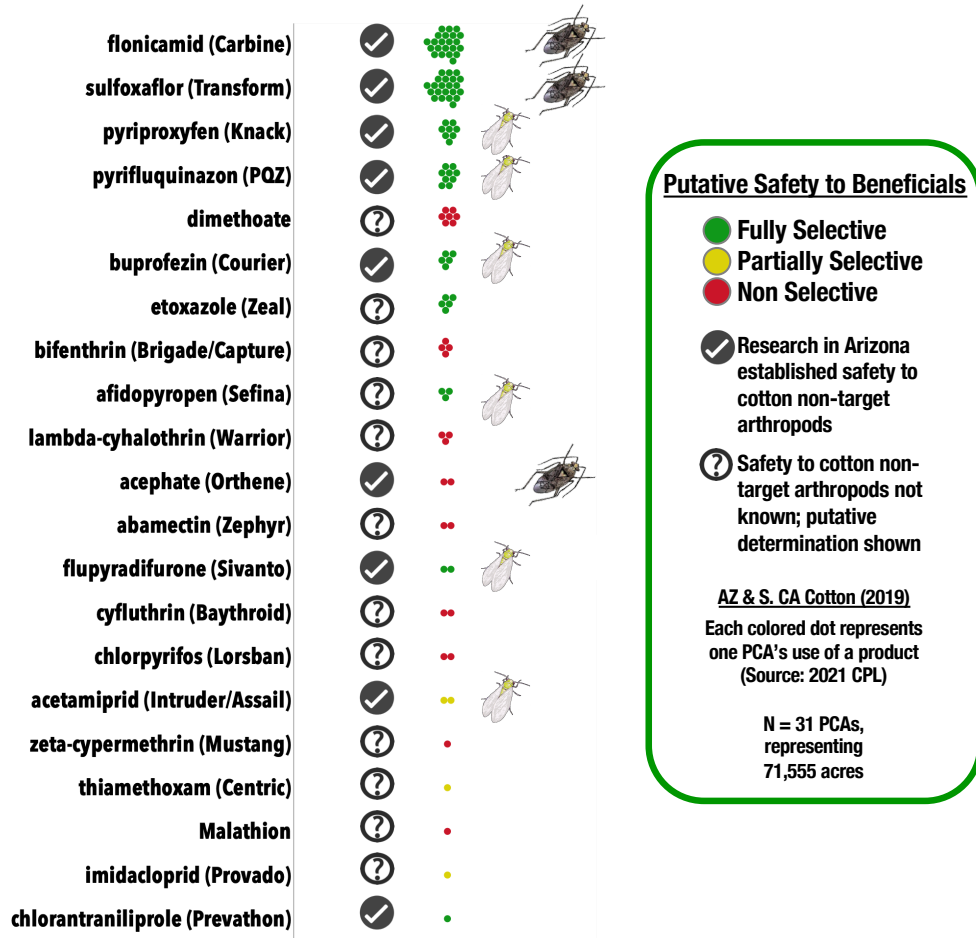 flonicamid (Carbine)
sulfoxaflor (Transform)
pyriproxyfen (Knack)
pyrifluquinazon (PQZ)
dimethoate
buprofezin (Courier)
etoxazole (Zeal)
bifenthrin (Brigade/Capture)
afidopyropen (Sefina)
lambda-cyhalothrin (Warrior)
acephate (Orthene)
abamectin (Zephyr)
flupyradifurone (Sivanto)
cyfluthrin (Baythroid)
chlorpyrifos (Lorsban)
acetamiprid (Intruder/Assail)
zeta-cypermethrin (Mustang)
thiamethoxam (Centric)
Malathion
imidacloprid (Provado)
chlorantraniliprole (Prevathon)
Putative Safety to Beneficials
Fully Selective
Partially Selective
Non Selective
Research in Arizona
established safety to
cotton non-target
arthropods
Safety to cotton non-
target arthropods not
known; putative
determination shown
AZ & S. CA Cotton (2019)
Each colored dot represents
one PCA's use of a product
(Source: 2021 CPL)
N = 31 PCAs,
representing
71,555 acres